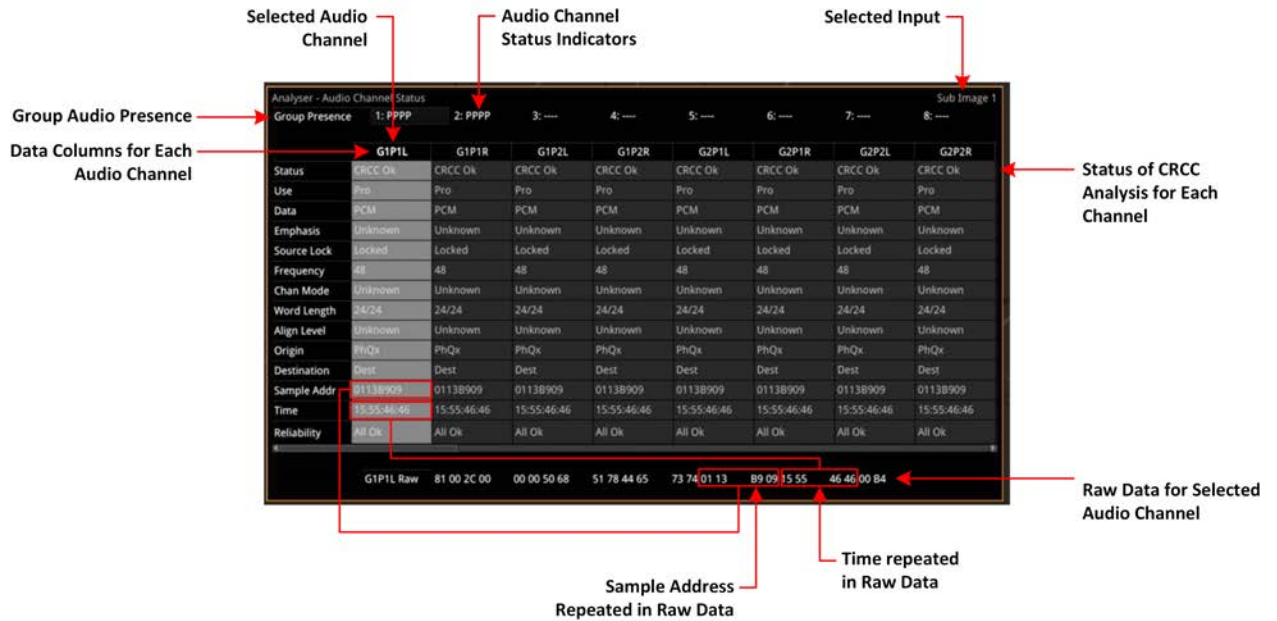 Selected Audio
Channel
Audio Channel
Status Indicators
Selected Input
Analyser - Audio Channel Status
Sub Image 1
Group Audio Presence
Group Presence 1: PPPP 2: PPPP 3: ---- 4: ---- 5: ---- 6: ---- 7: ---- 8: ----
Data Columns for Each
Audio Channel
G1P1L G1P1R G1P2L G1P2R G2P1L G2P1R G2P2L G2P2R
Status CRCC Ok CRCC Ok CRCC Ok CRCC Ok CRCC Ok CRCC Ok CRCC Ok CRCC Ok
Status of CRCC
Analysis for Each
Channel
Use Pro Pro Pro Pro Pro Pro Pro Pro
Data PCM PCM PCM PCM PCM PCM PCM PCM
Emphasis Unknown Unknown Unknown Unknown Unknown Unknown Unknown Unknown
Source Lock Locked Locked Locked Locked Locked Locked Locked Locked
Frequency 48 48 48 48 48 48 48 48
Chan Mode Unknown Unknown Unknown Unknown Unknown Unknown Unknown Unknown
Word Length 24/24 24/24 24/24 24/24 24/24 24/24 24/24 24/24
Align Level Unknown Unknown Unknown Unknown Unknown Unknown Unknown Unknown
Origin PhQx PhQx PhQx PhQx PhQx PhQx PhQx PhQx
Destination Dest Dest Dest Dest Dest Dest Dest Dest
Sample Addr 0113B909 0113B909 0113B909 0113B909 0113B909 0113B909 0113B909 0113B909
Time 15:55:46:46 15:55:46:46 15:55:46:46 15:55:46:46 15:55:46:46 15:55:46:46 15:55:46:46 15:55:46:46
Reliability All Ok All Ok All Ok All Ok All Ok All Ok All Ok All Ok
G1P1L Raw 81 00 2C 00 00 00 50 68 51 78 44 65 73 74 01 13 B9 09 15 55 46 46 00 B4
Raw Data for Selected
Audio Channel
Time repeated
in Raw Data
Sample Address
Repeated in Raw Data